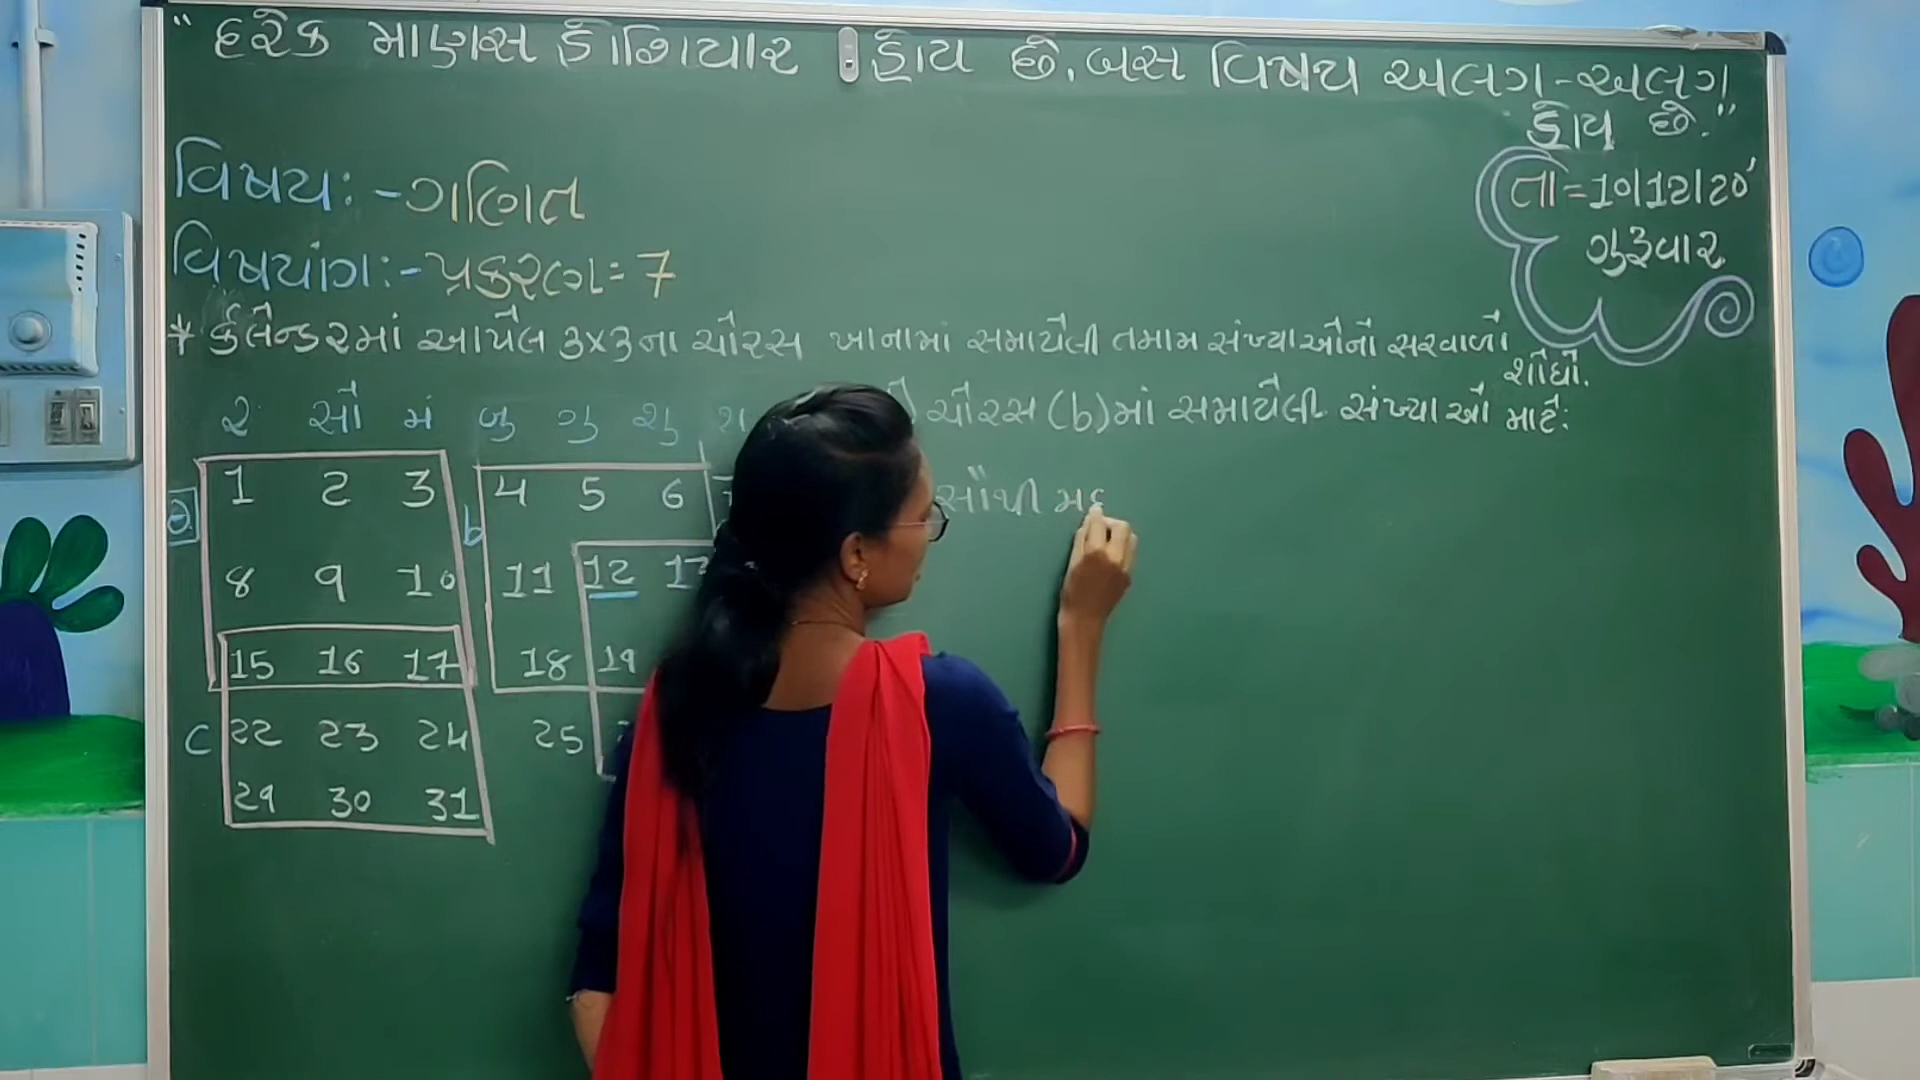 "દરેક માણસ હોશિયાર હોય છે, બસ વિષય અલગ-અલગ
હોય છે."
તા=10/12/20'
ગુરૂવાર
વિષય:-ગણિત
વિષયાંગ:-પ્રકરણ=7
* કેલેન્ડરમાં આપેલ ૩x૩ના ચોરસ ખાનામાં સમાયેલી તમામ સંખ્યાઓનો સરવાળો
શોધો.
ચોરસ (b)માં સમાયેલી સંખ્યાઓ માટે:
સૌથી
ર સો મં બુ ગુ શુ શ
a 1 2 3 b 4 5 6
8 9 10 11 12
15 16 17 18 19
c 22 23 24 25
29 30 31